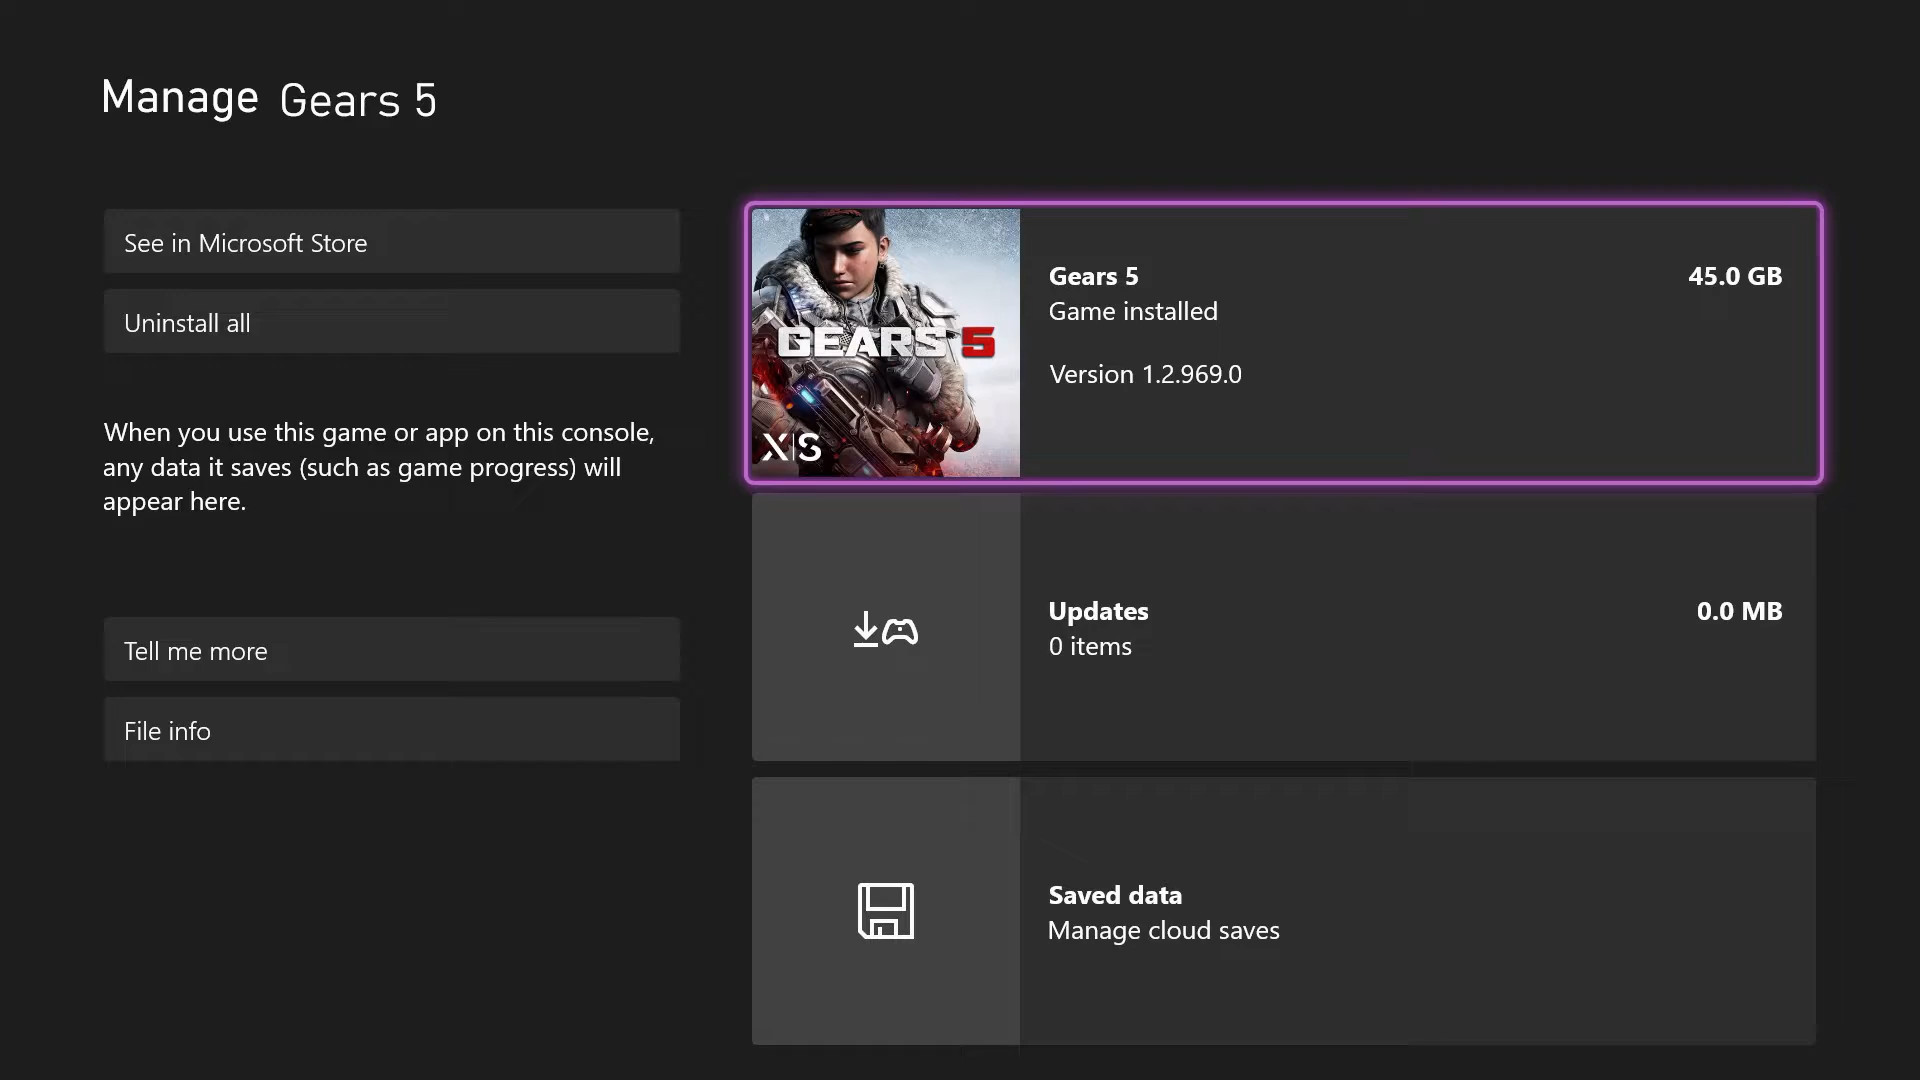 Manage Gears 5
See in Microsoft Store
Uninstall all
When you use this game or app on this console,
any data it saves (such as game progress) will
appear here.
Tell me more
File info
GEARS 5
X|S
Gears 5
45.0 GB
Game installed
Version 1.2.969.0
Updates
0.0 MB
0 items
Saved data
Manage cloud saves